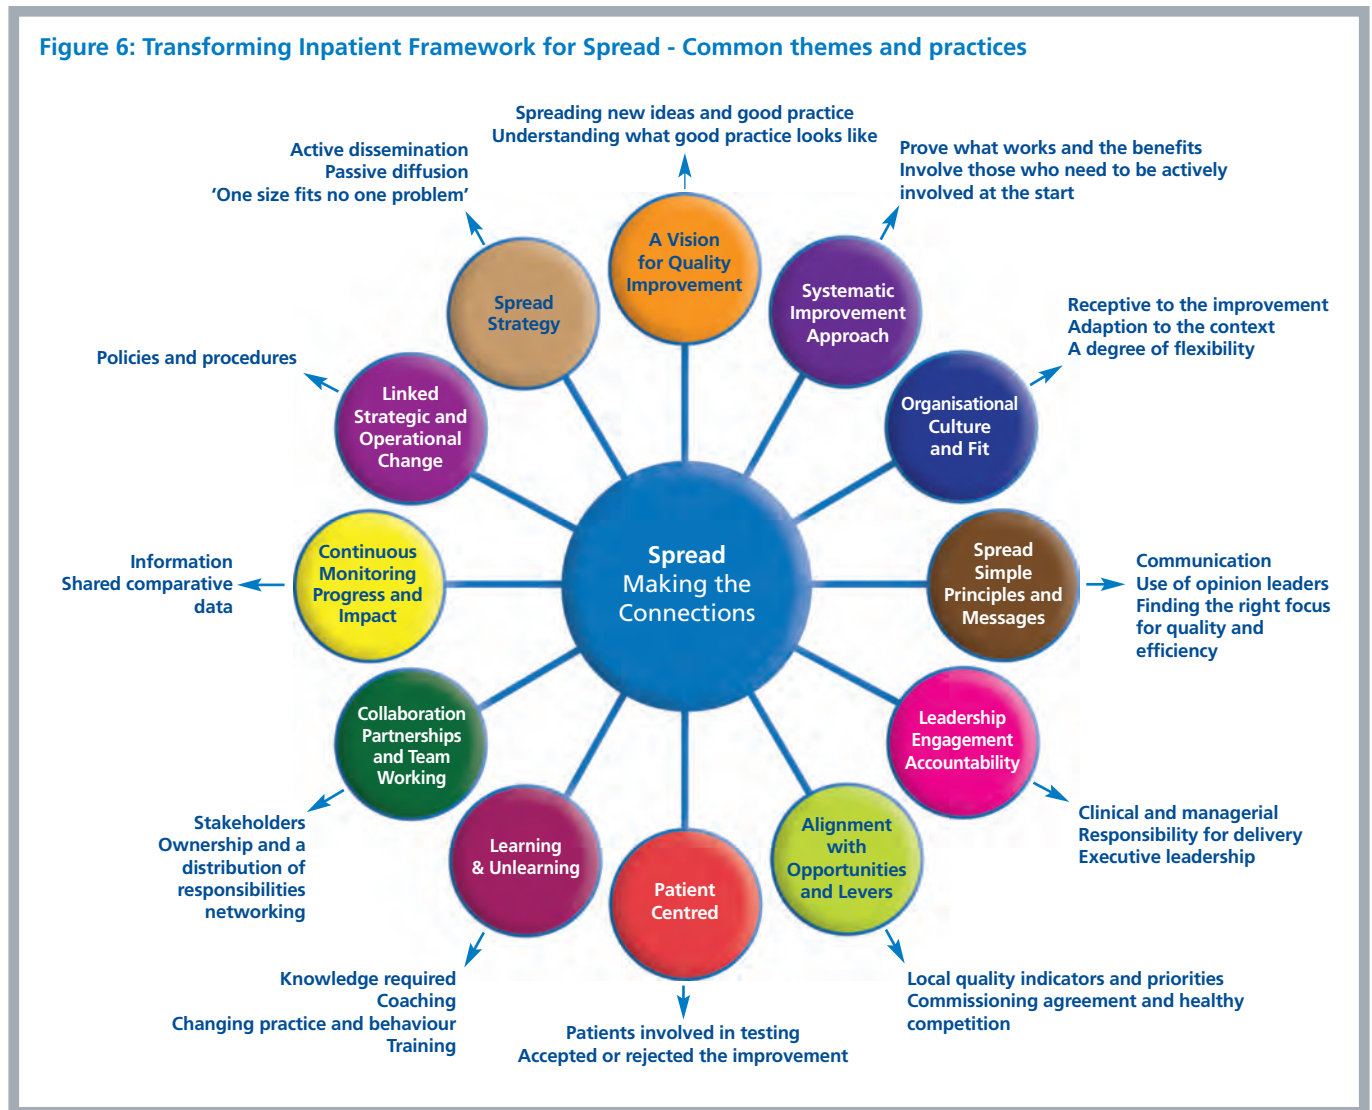 Figure 6: Transforming Inpatient Framework for Spread - Common themes and practices
Spreading new ideas and good practice
Understanding what good practice looks like
A Vision
for Quality
Improvement
Prove what works and the benefits
Involve those who need to be actively
involved at the start
Systematic
Improvement
Approach
Receptive to the improvement
Adaption to the context
A degree of flexibility
Organisational
Culture
and Fit
Communication
Use of opinion leaders
Finding the right focus
for quality and
efficiency
Spread
Simple
Principles and
Messages
Clinical and managerial
Responsibility for delivery
Executive leadership
Leadership
Engagement
Accountability
Local quality indicators and priorities
Commissioning agreement and healthy
competition
Alignment
with
Opportunities
and Levers
Patients involved in testing
Accepted or rejected the improvement
Patient
Centred
Knowledge required
Coaching
Changing practice and behaviour
Training
Learning
& Unlearning
Stakeholders
Ownership and a
distribution of
responsibilities
networking
Collaboration
Partnerships
and Team
Working
Information
Shared comparative
data
Continuous
Monitoring
Progress and
Impact
Policies and procedures
Linked
Strategic and
Operational
Change
Active dissemination
Passive diffusion
‘One size fits no one problem’
Spread
Strategy
Spread
Making the
Connections